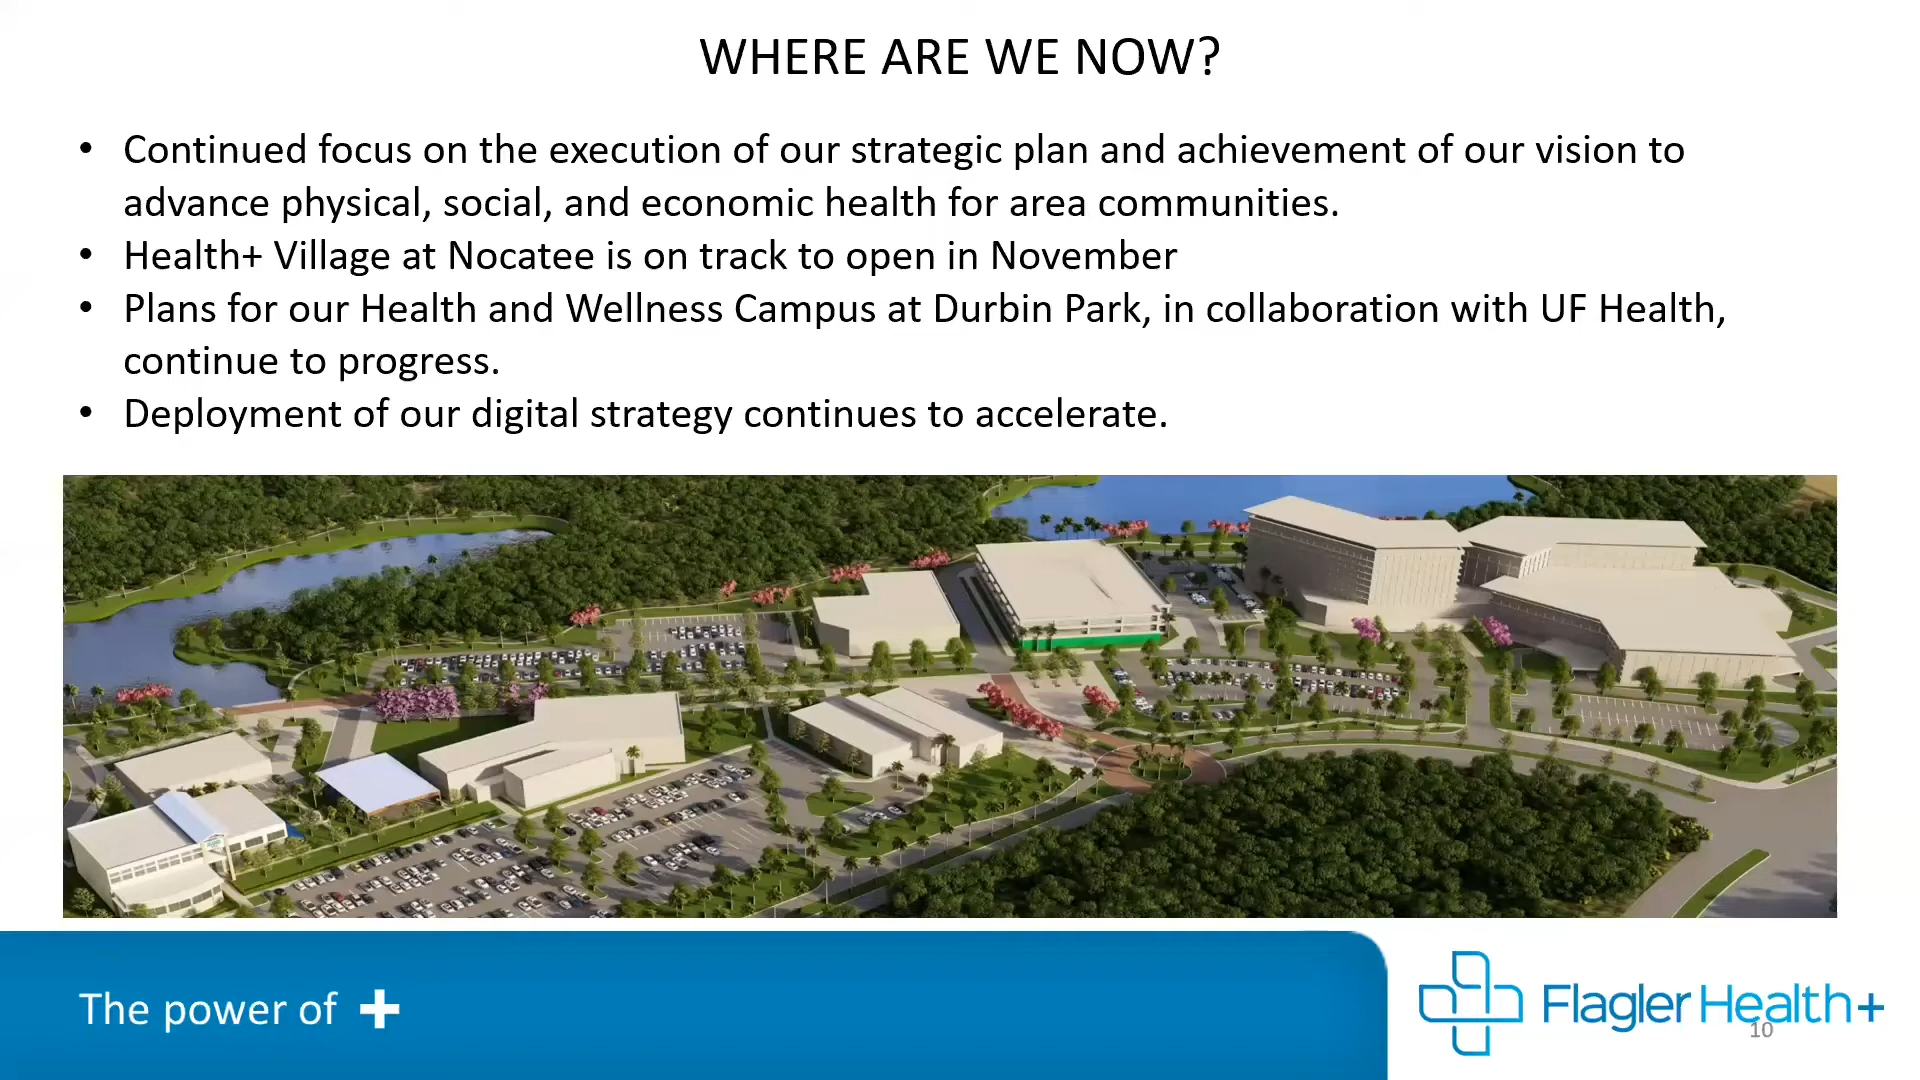 WHERE ARE WE NOW?
• Continued focus on the execution of our strategic plan and achievement of our vision to
advance physical, social, and economic health for area communities.
• Health+ Village at Nocatee is on track to open in November
• Plans for our Health and Wellness Campus at Durbin Park, in collaboration with UF Health,
continue to progress.
• Deployment of our digital strategy continues to accelerate.
The power of +
Flagler Health+
10